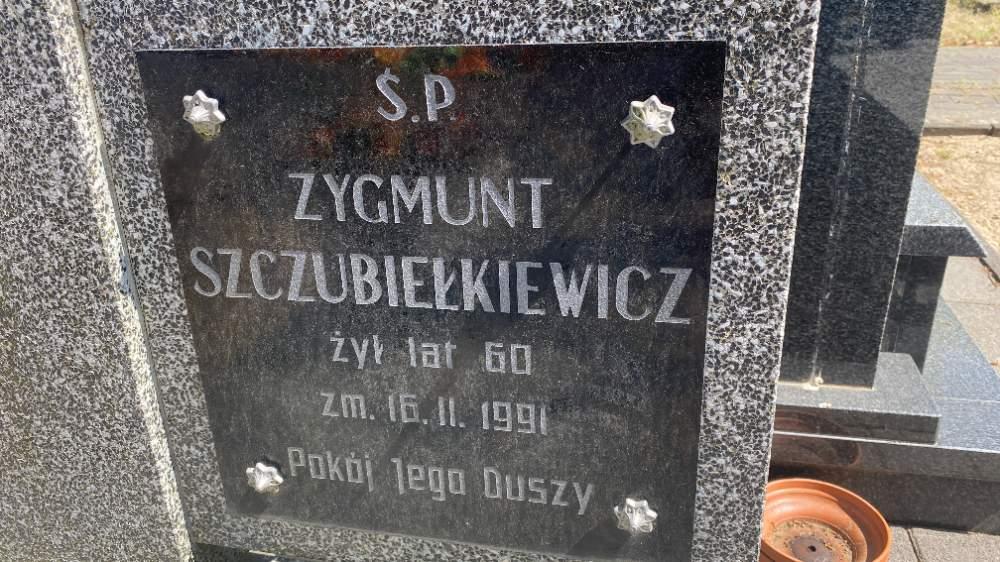 Ś.P.
ZYGMUNT
SZCZUBIEŁKIEWICZ
żył lat 60
zm. 16.11.1991
Pokój Jego Duszy